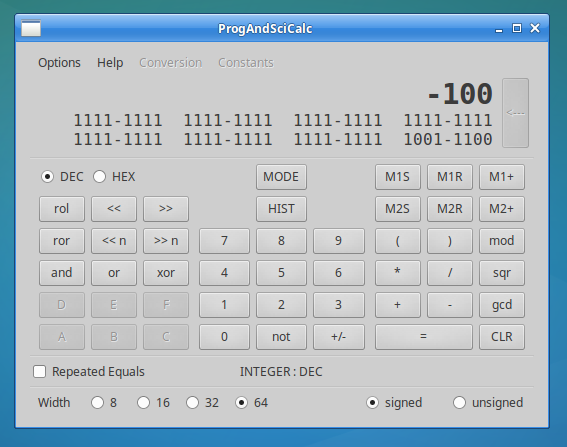 ProgAndSciCalc
Options Help Conversion Constants
-100
<---
1111-1111 1111-1111 1111-1111 1111-1111
1111-1111 1111-1111 1111-1111 1001-1100
DEC HEX MODE M1S M1R M1+
rol << >> HIST M2S M2R M2+
ror << n >> n 7 8 9 ( ) mod
and or xor 4 5 6 * / sqr
D E F 1 2 3 + - gcd
A B C 0 not +/- = CLR
Repeated Equals INTEGER : DEC
Width 8 16 32 64 signed unsigned